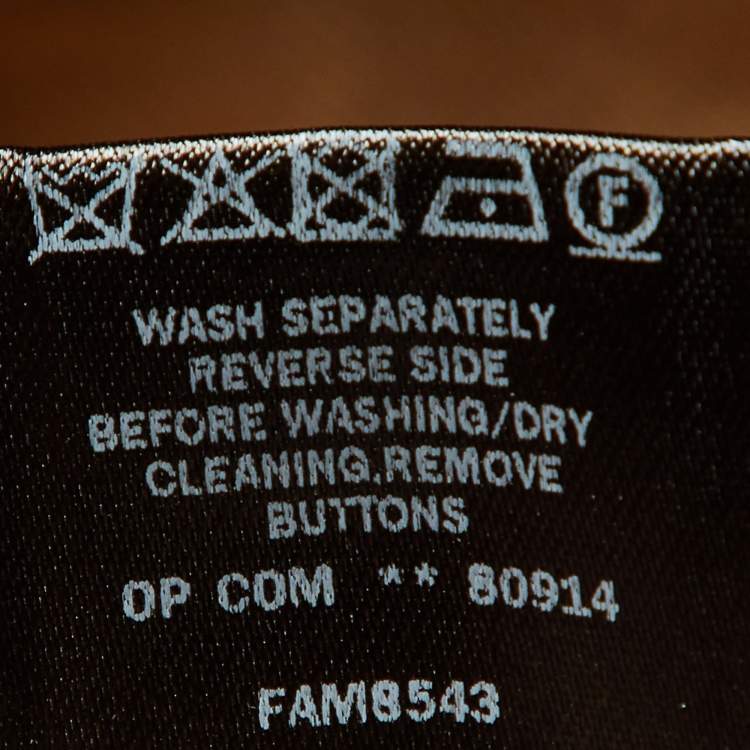 F
WASH SEPARATELY
REVERSE SIDE
BEFORE WASHING/DRY
CLEANING.REMOVE
BUTTONS
OP COM ** 80914
FAM8543